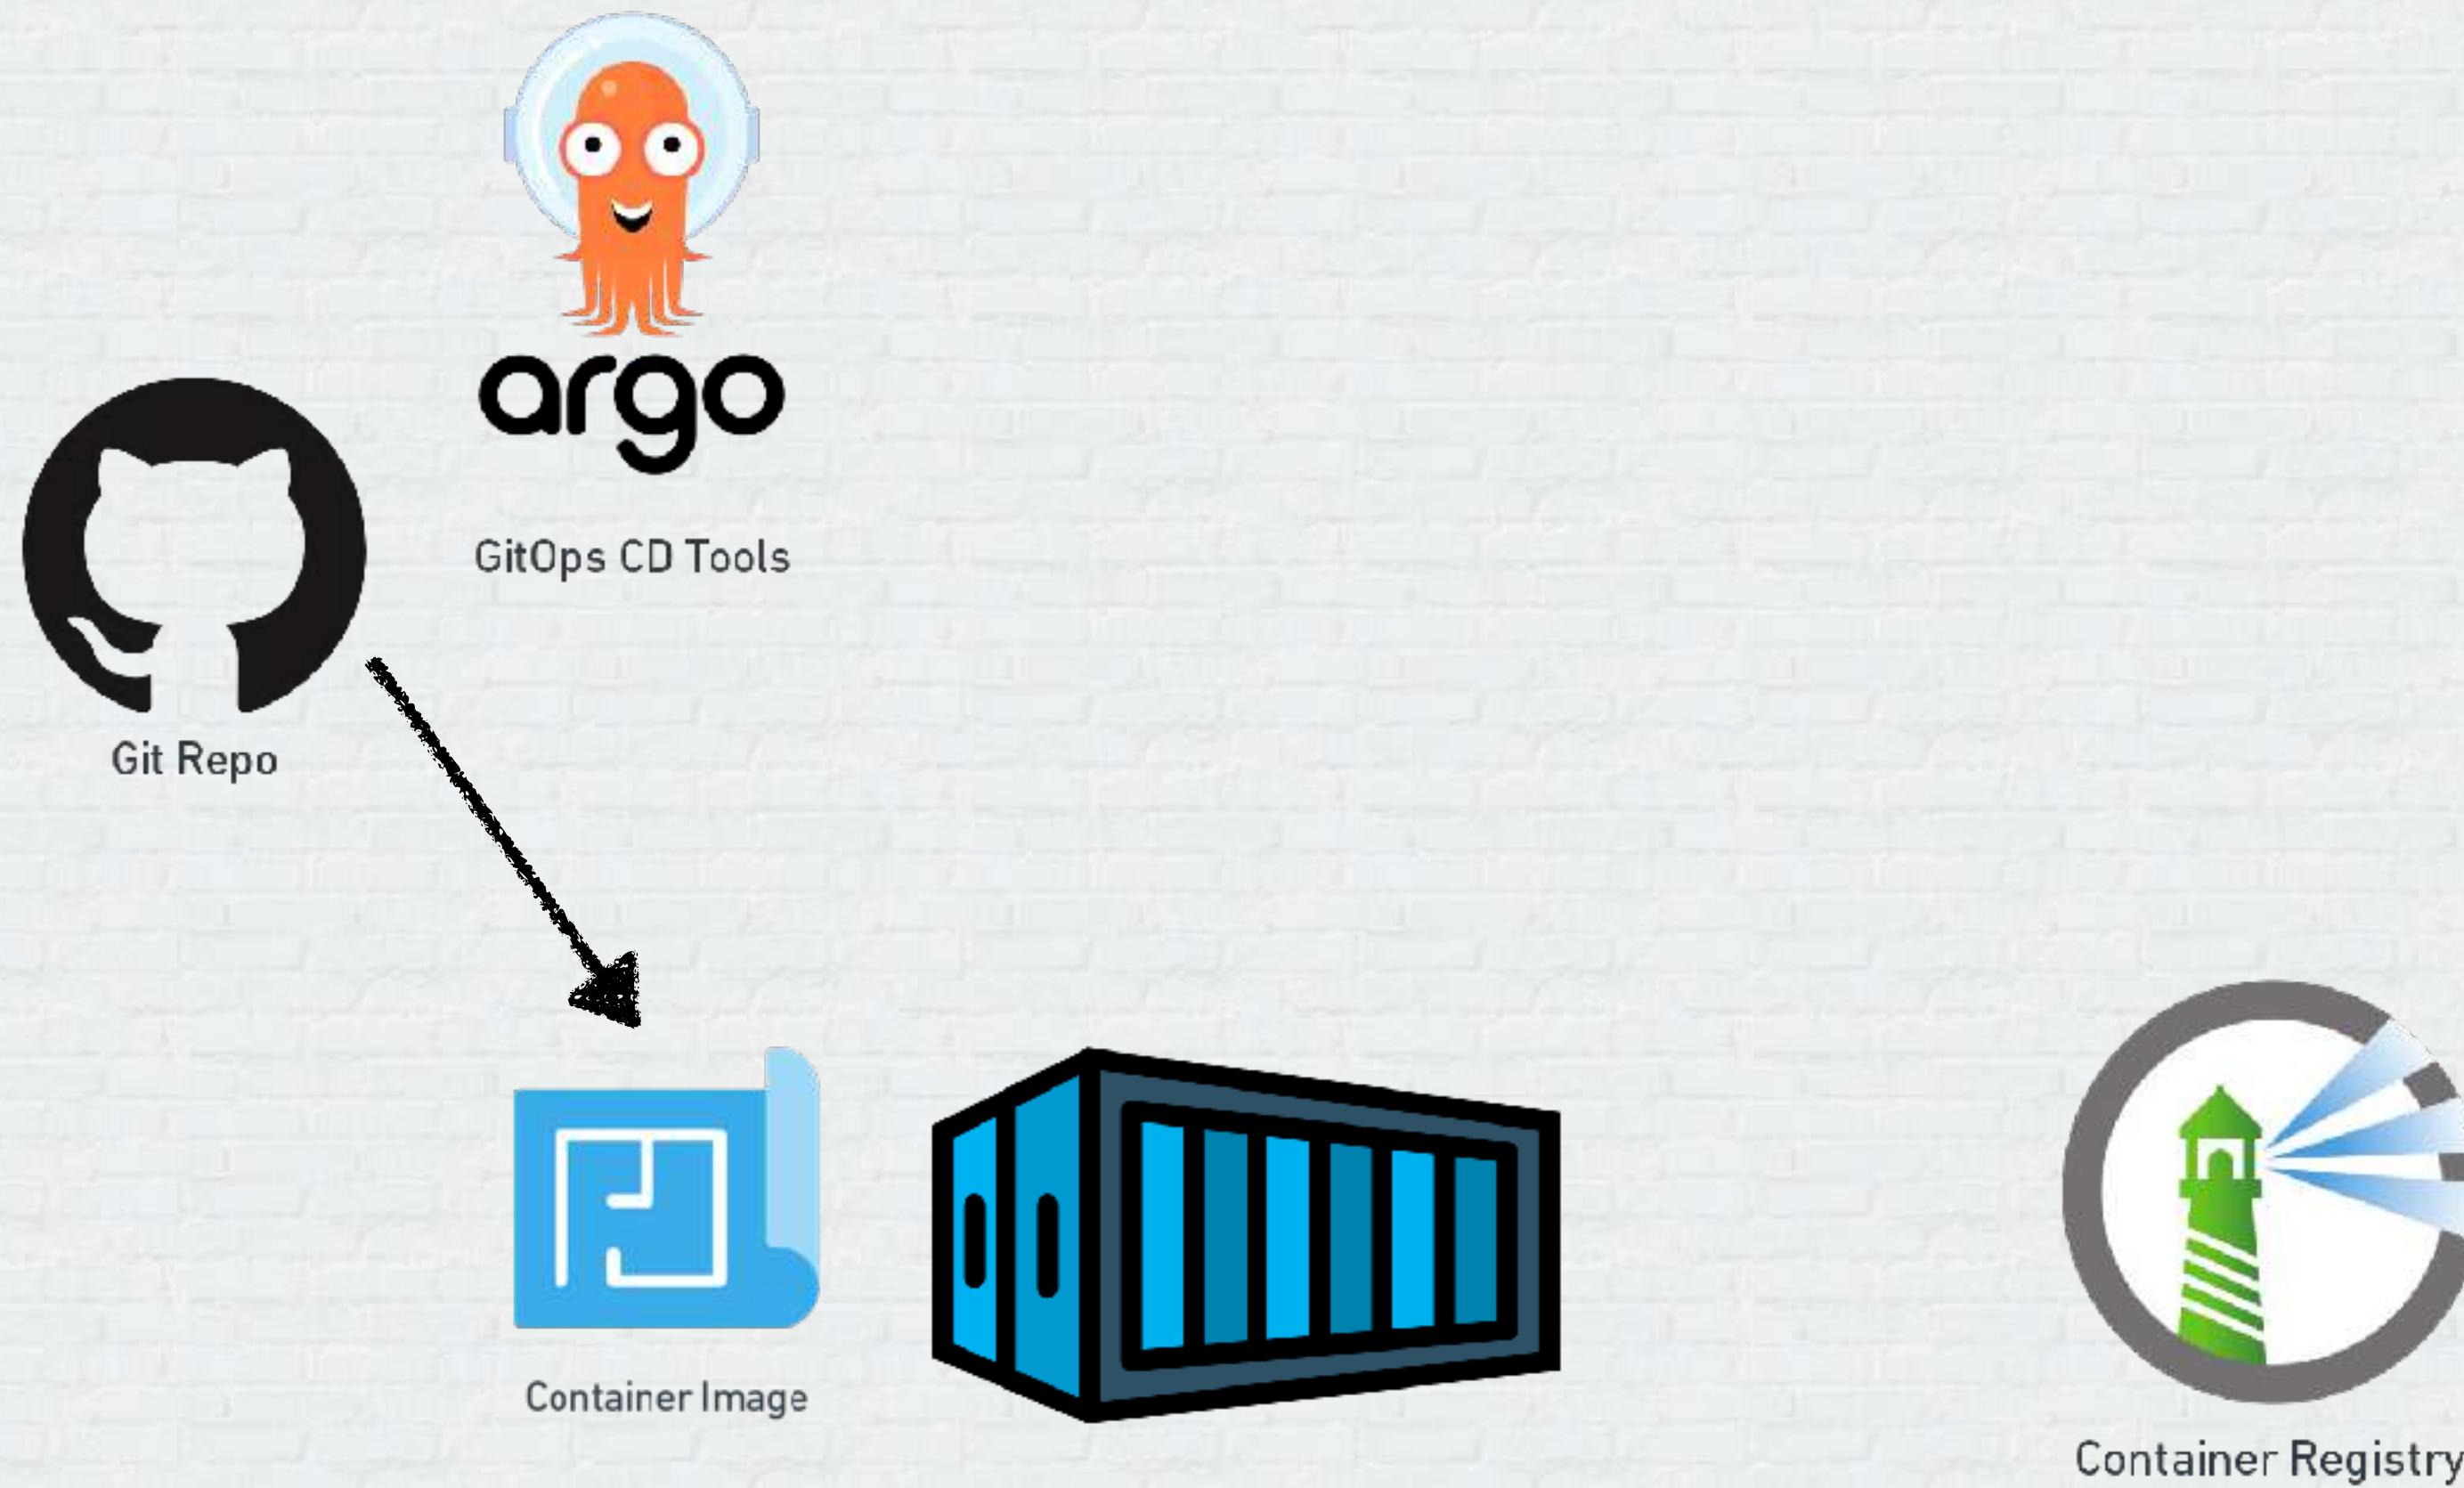 argo
GitOps CD Tools
Git Repo
Container Image
Container Registry